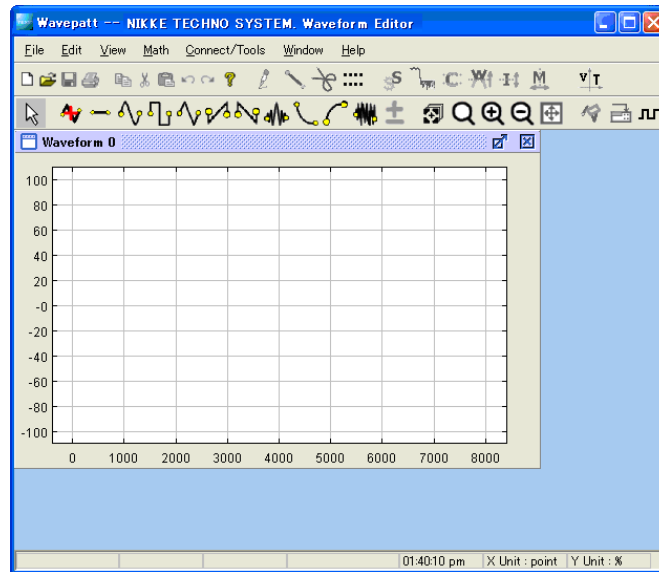 Wavepatt -- NIKKE TECHNO SYSTEM. Waveform Editor
File Edit View Math Connect/Tools Window Help
S C W H M V T
Waveform 0
100
80
60
40
20
-0
-20
-40
-60
-80
-100
0 1000 2000 3000 4000 5000 6000 7000 8000
01:40:10 pm X Unit : point Y Unit : %